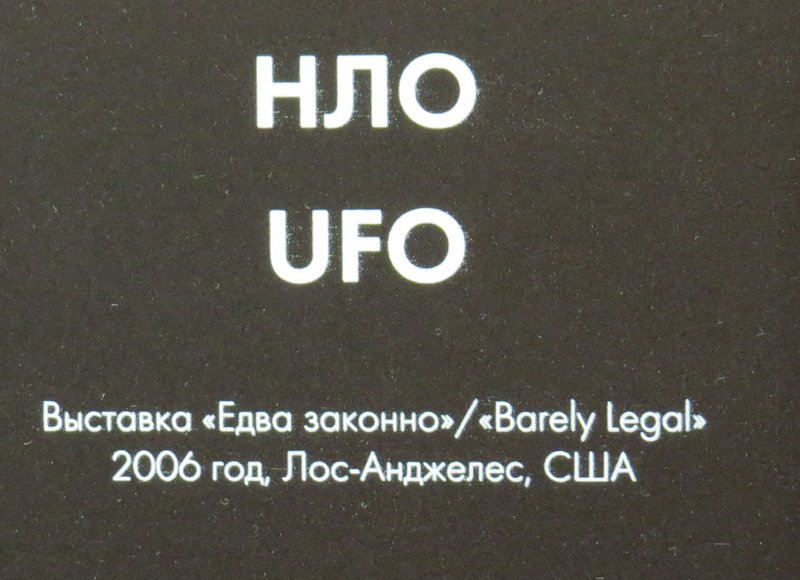 НЛО
UFO
Выставка «Едва законно»/«Barely Legal»
2006 год, Лос-Анджелес, США